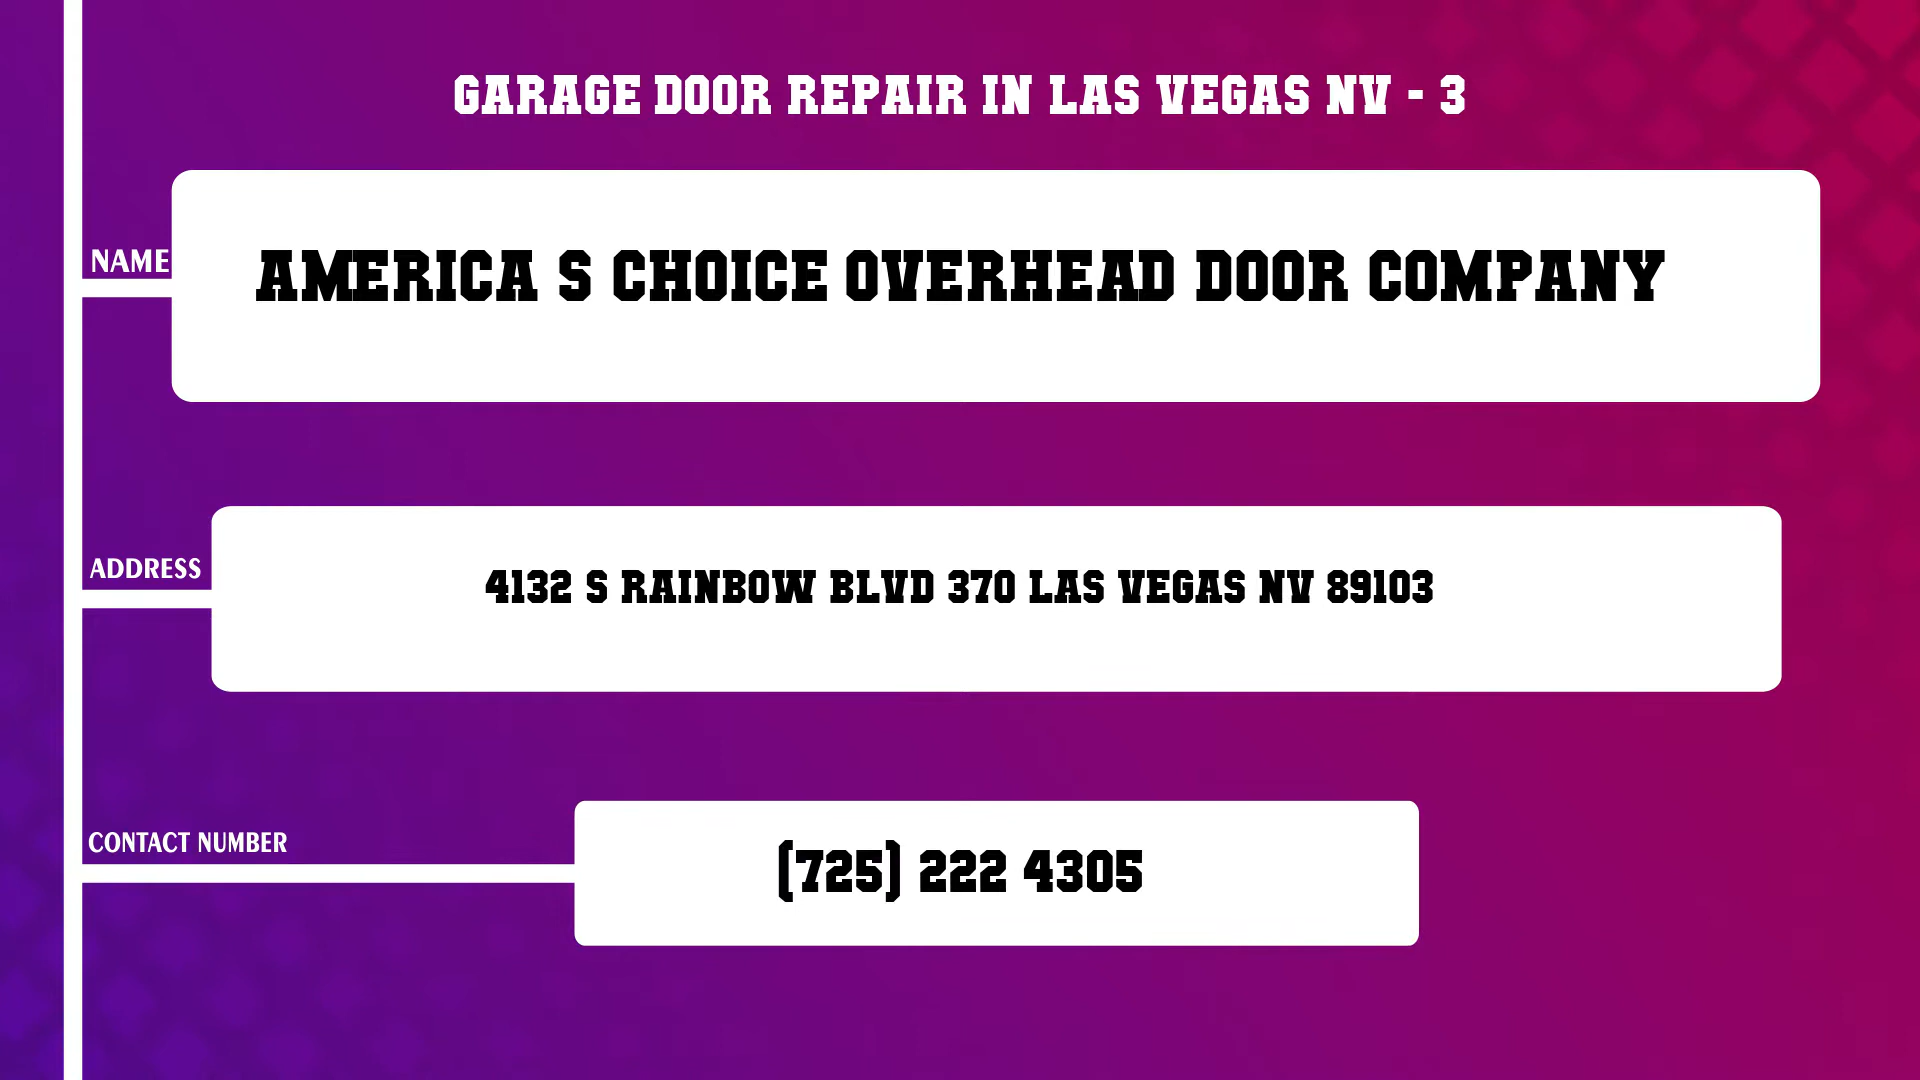 GARAGE DOOR REPAIR IN LAS VEGAS NV - 3
NAME
AMERICA S CHOICE OVERHEAD DOOR COMPANY
ADDRESS
4132 S RAINBOW BLVD 370 LAS VEGAS NV 89103
CONTACT NUMBER
(725) 222 4305